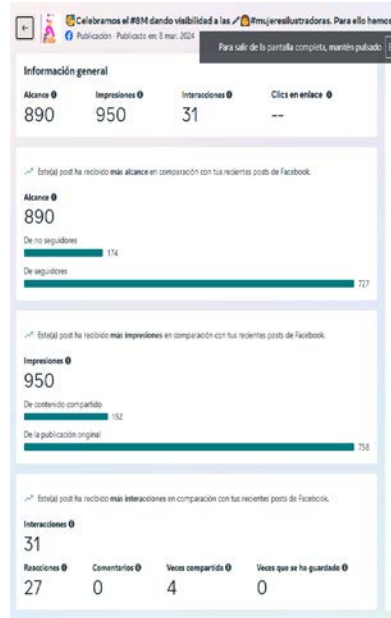 Celebramos el #8M dando visibilidad a las #mujeresilustradoras. Para ello hemos
Publicación · Publicado en: 8 mar. 2024
Para salir de la pantalla completa, mantén pulsado
Información general
Alcance Impresiones Interacciones Clics en enlace
890 950 31 --
Este(a) post ha recibido más alcance en comparación con tus recientes posts de Facebook.
Alcance
890
De no seguidores
174
De seguidores
727
Este(a) post ha recibido más impresiones en comparación con tus recientes posts de Facebook.
Impresiones
950
De contenido compartido
192
De la publicación original
758
Este(a) post ha recibido más interacciones en comparación con tus recientes posts de Facebook.
Interacciones
31
Reacciones Comentarios Veces compartida Veces que se ha guardado
27 0 4 0